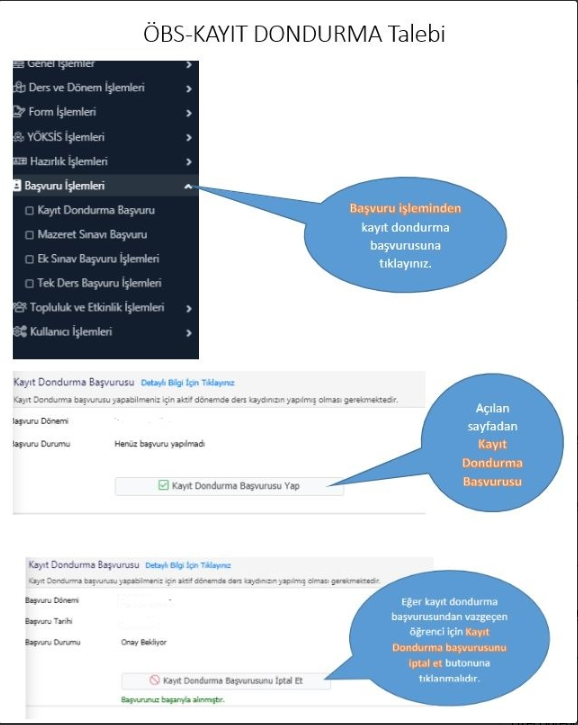 ÖBS-KAYIT DONDURMA Talebi
Genel İşlemler
Ders ve Dönem İşlemleri
Form İşlemleri
YÖKSİS İşlemleri
Hazırlık İşlemleri
Başvuru İşlemleri
Kayıt Dondurma Başvuru
Mazeret Sınavı Başvuru
Ek Sınav Başvuru İşlemleri
Tek Ders Başvuru İşlemleri
Topluluk ve Etkinlik İşlemleri
Kullanıcı İşlemleri
Başvuru işleminden
kayıt dondurma
başvurusuna
tıklayınız.
Kayıt Dondurma Başvurusu Detaylı Bilgi İçin Tıklayınız
Kayıt Dondurma başvurusu yapabilmeniz için aktif dönemde ders kaydınızın yapılmış olması gerekmektedir.
Başvuru Dönemi
Başvuru Durumu Henüz başvuru yapılmadı
Kayıt Dondurma Başvurusu Yap
Açılan
sayfadan
Kayıt
Dondurma
Başvurusu
Kayıt Dondurma Başvurusu Detaylı Bilgi İçin Tıklayınız
Kayıt Dondurma başvurusu yapabilmeniz için aktif dönemde ders kaydınızın yapılmış olması gerekmektedir.
Başvuru Dönemi
Başvuru Tarihi
Başvuru Durumu Onay Bekliyor
Kayıt Dondurma Başvurusunu İptal Et
Başvurunuz başarıyla alınmıştır.
Eğer kayıt dondurma
başvurusundan vazgeçen
öğrenci için Kayıt
Dondurma başvurusunu
iptal et butonuna
tıklanmalıdır.